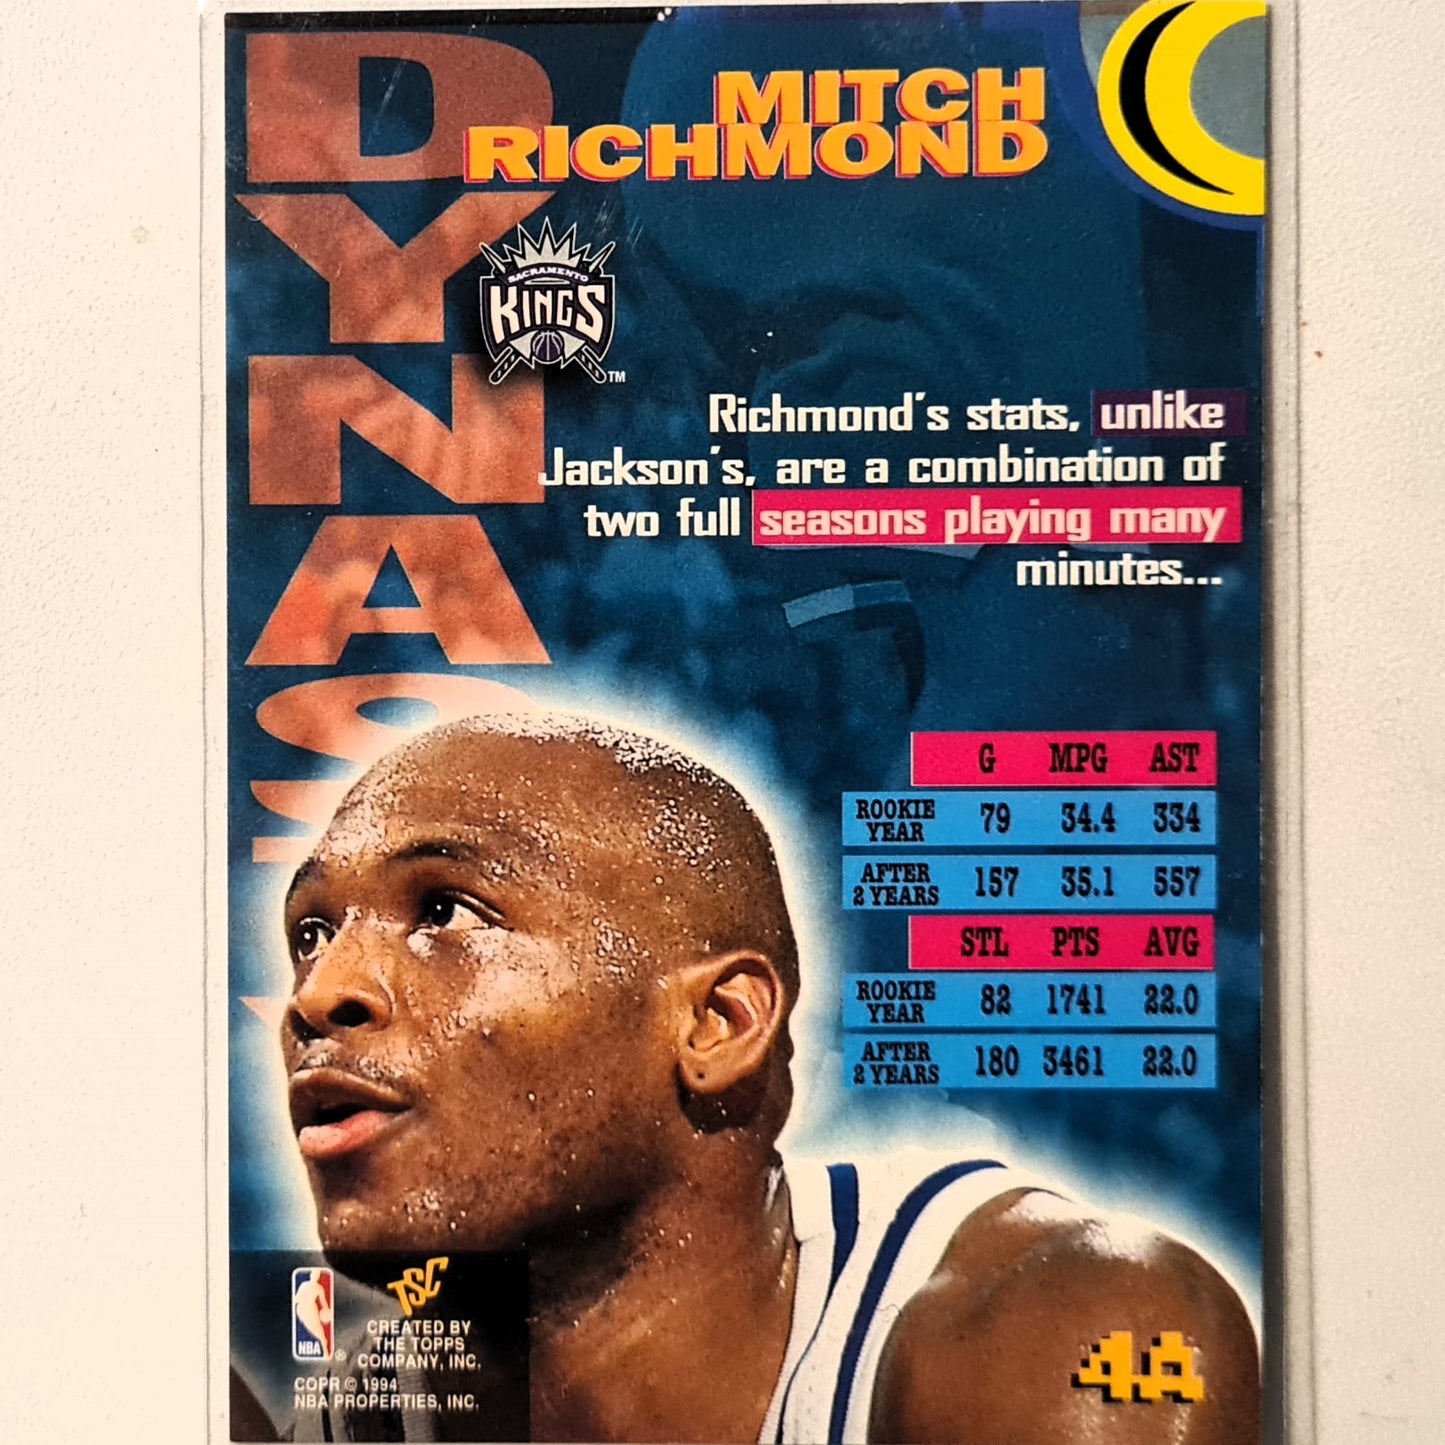 DYNASTY
MITCH
RICHMOND
SACRAMENTO
KINGS
TM
Richmond's stats, unlike
Jackson's, are a combination of
two full seasons playing many
minutes...
G MPG AST
ROOKIE YEAR 79 34.4 334
AFTER 2 YEARS 157 35.1 557
STL PTS AVG
ROOKIE YEAR 82 1741 22.0
AFTER 2 YEARS 180 3461 22.0
NBA ®
TSC
CREATED BY
THE TOPPS
COMPANY, INC.
COPR © 1994
NBA PROPERTIES, INC.
4A